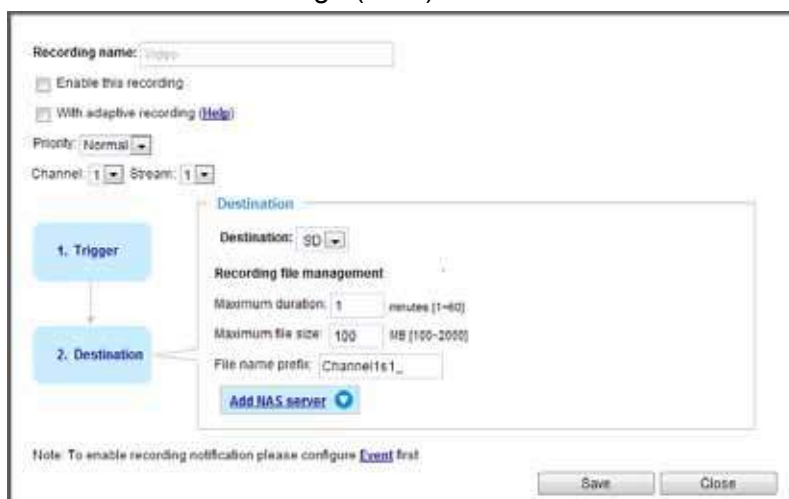 Recording name: Video
Enable this recording
With adaptive recording (Help)
Priority: Normal
Channel: 1 Stream: 1
1. Trigger
2. Destination
Destination
Destination: SD
Recording file management
Maximum duration: 1 minutes [1~60]
Maximum file size: 100 MB [100~2000]
File name prefix: Channel1s1_
Add NAS server
Note: To enable recording notification please configure Event first
Save Close